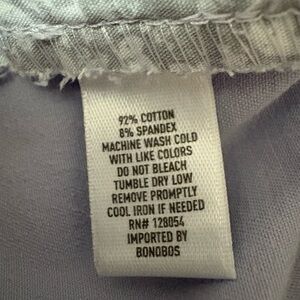 92% COTTON
8% SPANDEX
MACHINE WASH COLD
WITH LIKE COLORS
DO NOT BLEACH
TUMBLE DRY LOW
REMOVE PROMPTLY
COOL IRON IF NEEDED
RN# 128054
IMPORTED BY
BONOBOS